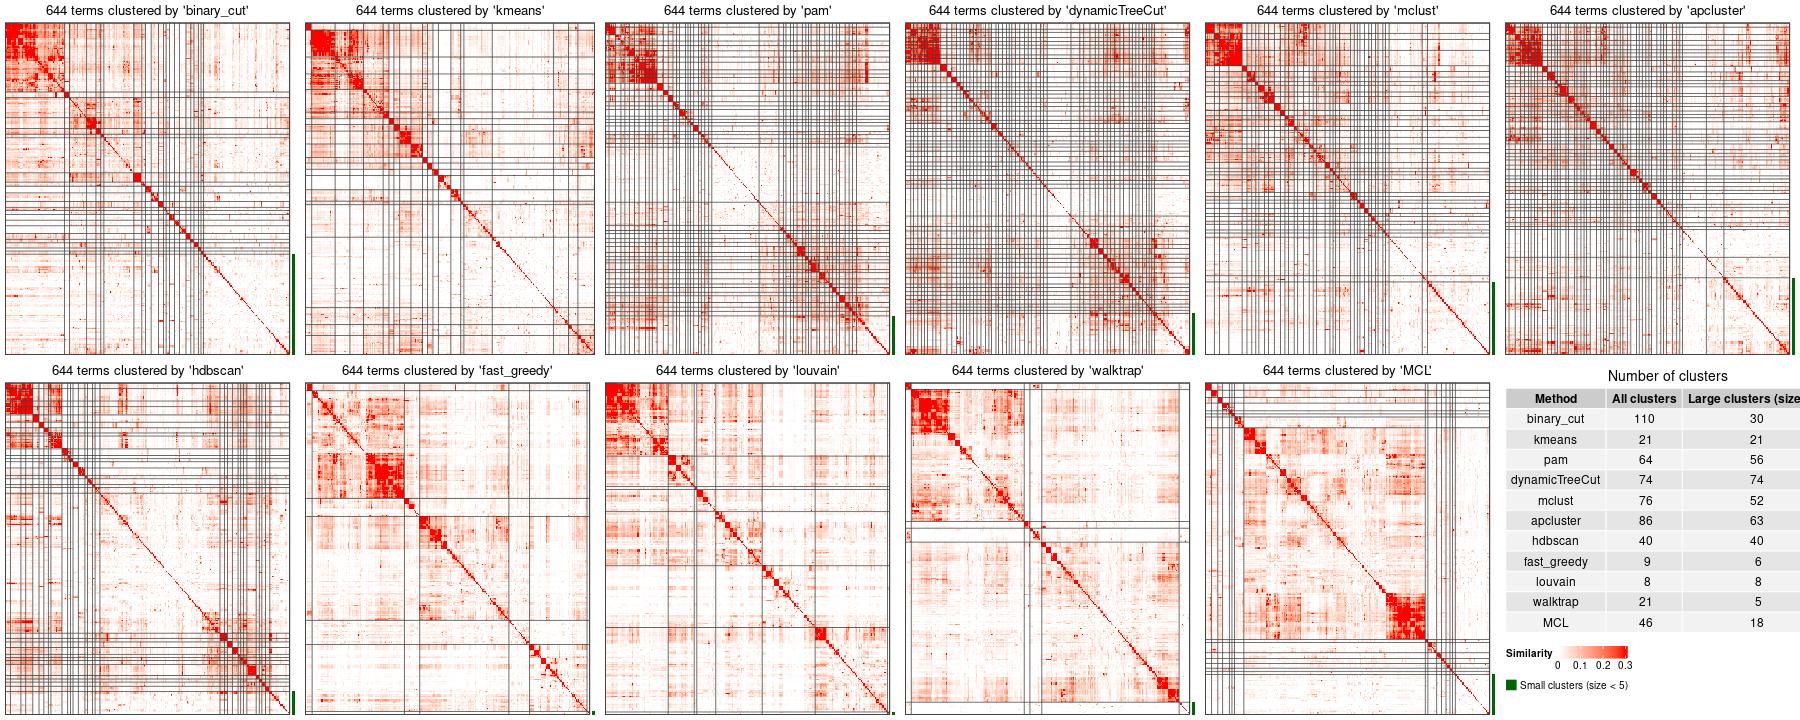 644 terms clustered by 'binary_cut'
644 terms clustered by 'kmeans'
644 terms clustered by 'pam'
644 terms clustered by 'dynamicTreeCut'
644 terms clustered by 'mclust'
644 terms clustered by 'apcluster'
644 terms clustered by 'hdbscan'
644 terms clustered by 'fast_greedy'
644 terms clustered by 'louvain'
644 terms clustered by 'walktrap'
644 terms clustered by 'MCL'
Number of clusters
Method All clusters Large clusters (size
binary_cut 110 30
kmeans 21 21
pam 64 56
dynamicTreeCut 74 74
mclust 76 52
apcluster 86 63
hdbscan 40 40
fast_greedy 9 6
louvain 8 8
walktrap 21 5
MCL 46 18
Similarity
0 0.1 0.2 0.3
Small clusters (size < 5)